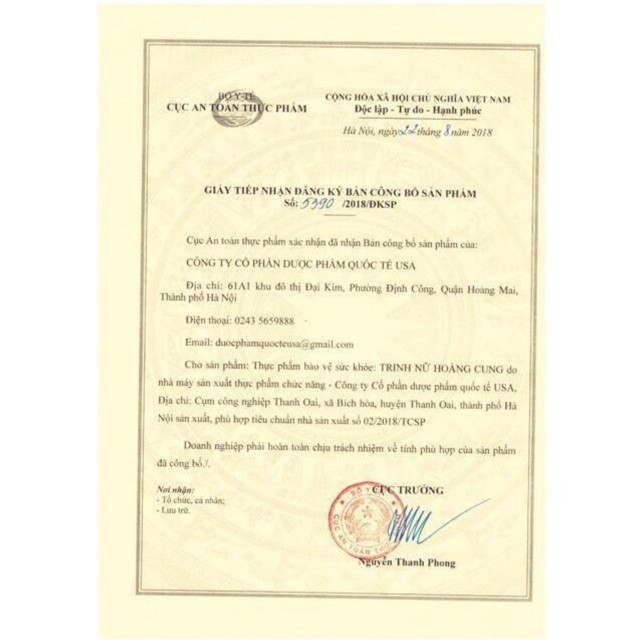 BỘ Y TẾ
CỤC AN TOÀN THỰC PHẨM
CỘNG HÒA XÃ HỘI CHỦ NGHĨA VIỆT NAM
Độc lập - Tự do - Hạnh phúc
Hà Nội, ngày 22 tháng 8 năm 2018
GIẤY TIẾP NHẬN ĐĂNG KÝ BẢN CÔNG BỐ SẢN PHẨM
Số: 5390 /2018/ĐKSP
Cục An toàn thực phẩm xác nhận đã nhận Bản công bố sản phẩm của:
CÔNG TY CỔ PHẦN DƯỢC PHẨM QUỐC TẾ USA
Địa chỉ: 61A1 khu đô thị Đại Kim, Phường Định Công, Quận Hoàng Mai,
Thành phố Hà Nội
Điện thoại: 0243 5659888
Email: duocphamquocteusa@gmail.com
Cho sản phẩm: Thực phẩm bảo vệ sức khỏe: TRINH NỮ HOÀNG CUNG do
nhà máy sản xuất thực phẩm chức năng - Công ty Cổ phần dược phẩm quốc tế USA,
Địa chỉ: Cụm công nghiệp Thanh Oai, xã Bích hòa, huyện Thanh Oai, thành phố Hà
Nội sản xuất, phù hợp tiêu chuẩn nhà sản xuất số 02/2018/TCSP
Doanh nghiệp phải hoàn toàn chịu trách nhiệm về tính phù hợp của sản phẩm
đã công bố./.
Nơi nhận:
- Tổ chức, cá nhân;
- Lưu trữ.
CỤC TRƯỞNG
BỘ Y TẾ
CỤC AN TOÀN THỰC
Nguyễn Thanh Phong